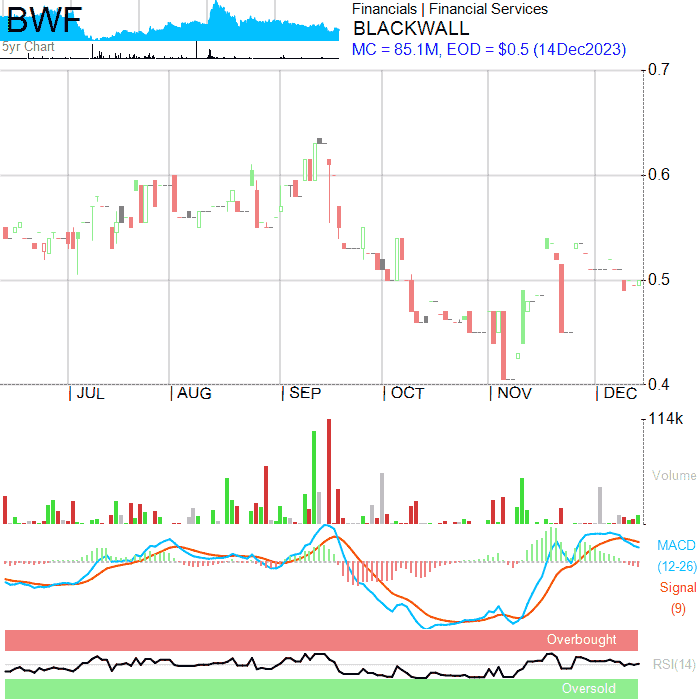 BWF
5yr Chart
Financials | Financial Services
BLACKWALL
MC = 85.1M, EOD = $0.5 (14Dec2023)
0.7
0.6
0.5
0.4
JUL
AUG
SEP
OCT
NOV
DEC
114k
Volume
MACD
(12-26)
Signal
(9)
Overbought
RSI(14)
Oversold